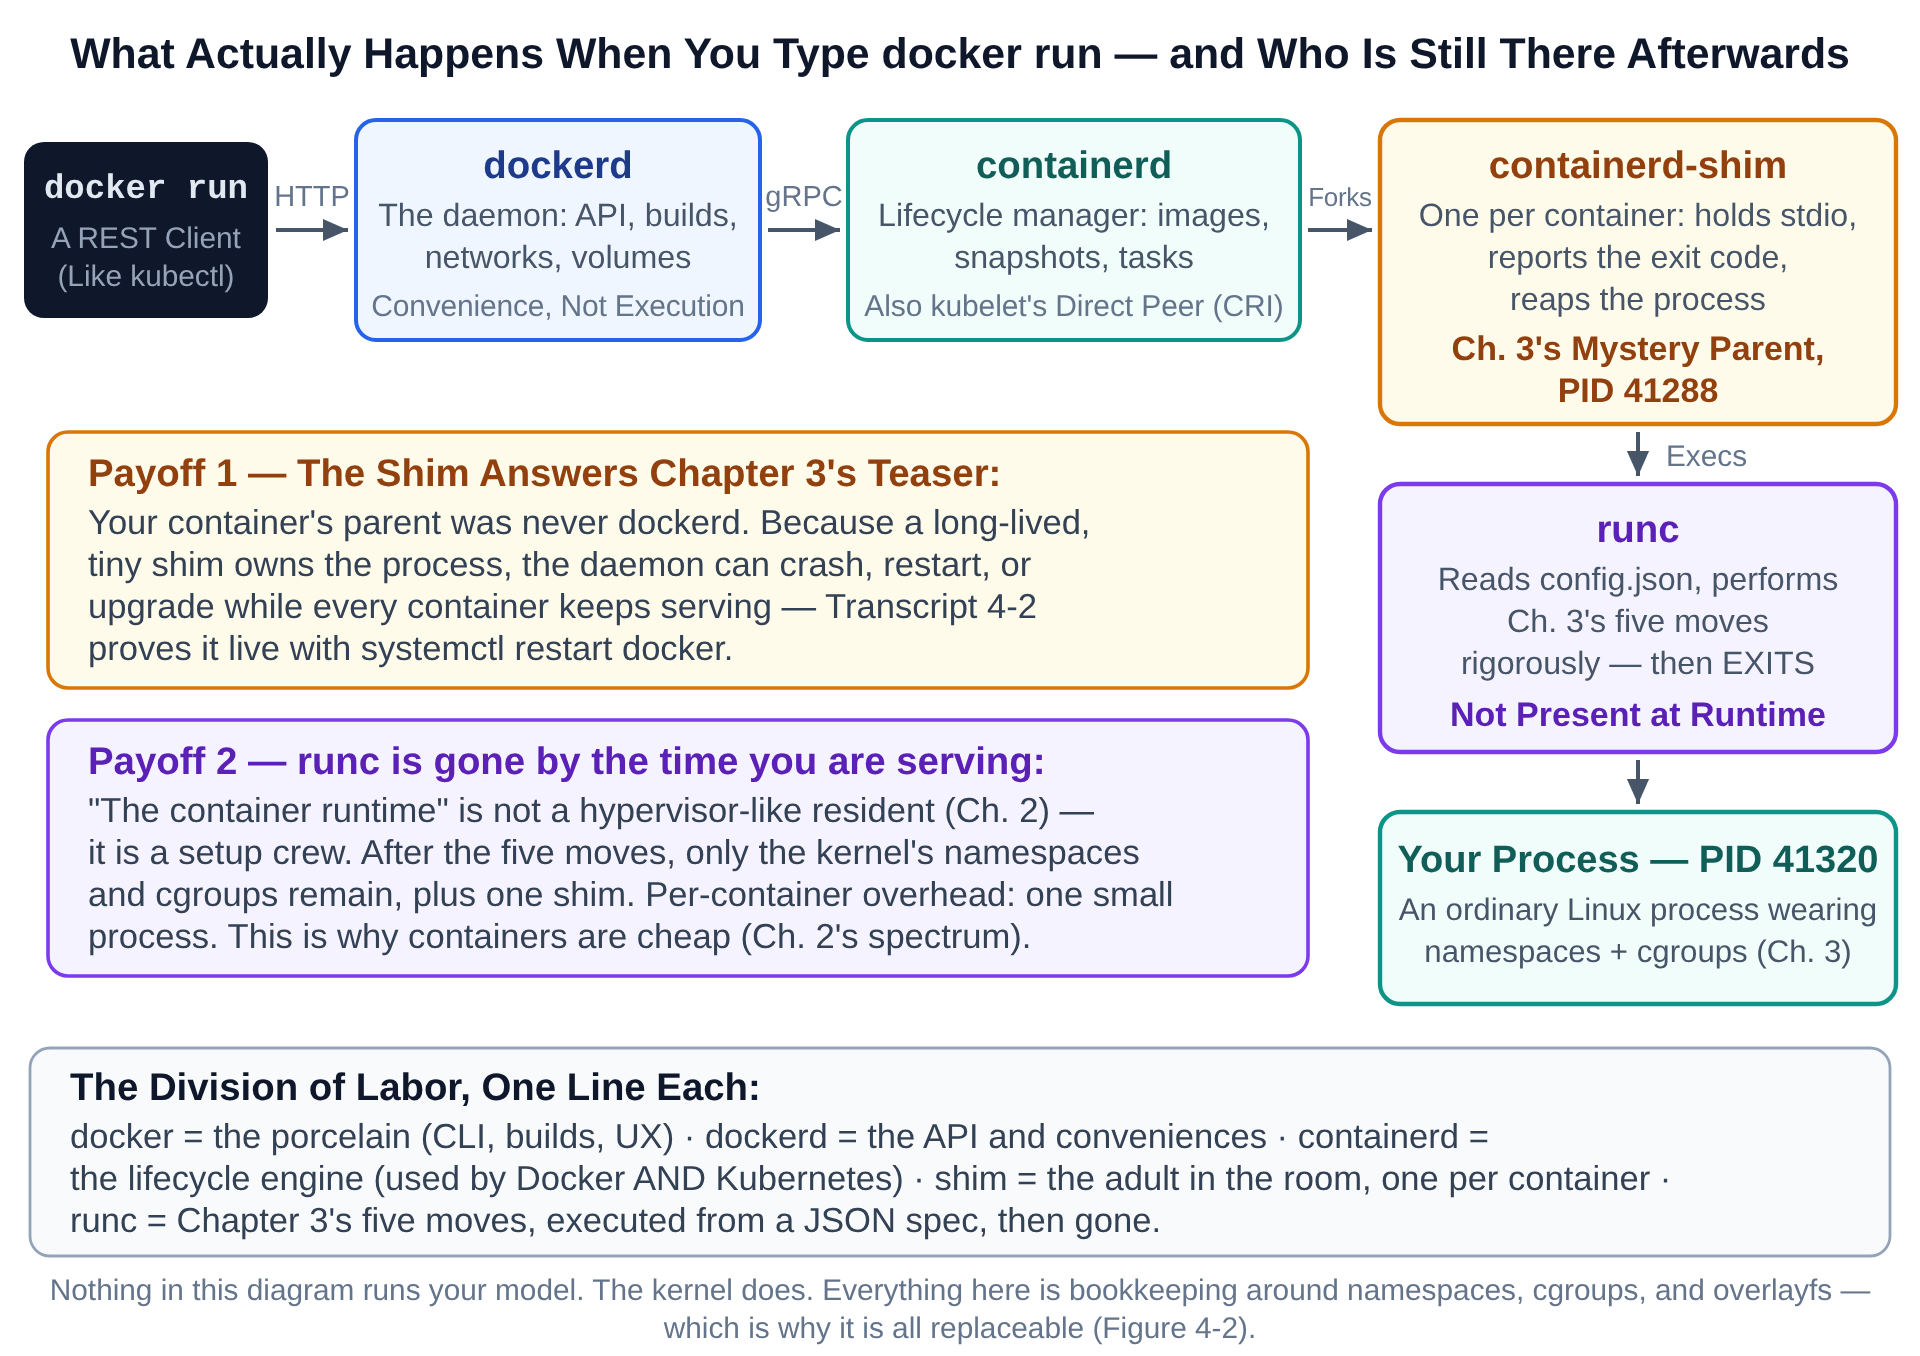 What Actually Happens When You Type docker run — and Who Is Still There Afterwards
docker run
A REST Client
(Like kubectl)
HTTP
dockerd
The daemon: API, builds,
networks, volumes
Convenience, Not Execution
gRPC
containerd
Lifecycle manager: images,
snapshots, tasks
Also kubelet's Direct Peer (CRI)
Forks
containerd-shim
One per container: holds stdio,
reports the exit code,
reaps the process
Ch. 3's Mystery Parent,
PID 41288
Execs
runc
Reads config.json, performs
Ch. 3's five moves
rigorously — then EXITS
Not Present at Runtime
Your Process — PID 41320
An ordinary Linux process wearing
namespaces + cgroups (Ch. 3)
Payoff 1 — The Shim Answers Chapter 3's Teaser:
Your container's parent was never dockerd. Because a long-lived,
tiny shim owns the process, the daemon can crash, restart, or
upgrade while every container keeps serving — Transcript 4-2
proves it live with systemctl restart docker.
Payoff 2 — runc is gone by the time you are serving:
"The container runtime" is not a hypervisor-like resident (Ch. 2) —
it is a setup crew. After the five moves, only the kernel's namespaces
and cgroups remain, plus one shim. Per-container overhead: one small
process. This is why containers are cheap (Ch. 2's spectrum).
The Division of Labor, One Line Each:
docker = the porcelain (CLI, builds, UX) · dockerd = the API and conveniences · containerd =
the lifecycle engine (used by Docker AND Kubernetes) · shim = the adult in the room, one per container ·
runc = Chapter 3's five moves, executed from a JSON spec, then gone.
Nothing in this diagram runs your model. The kernel does. Everything here is bookkeeping around namespaces, cgroups, and overlayfs —
which is why it is all replaceable (Figure 4-2).